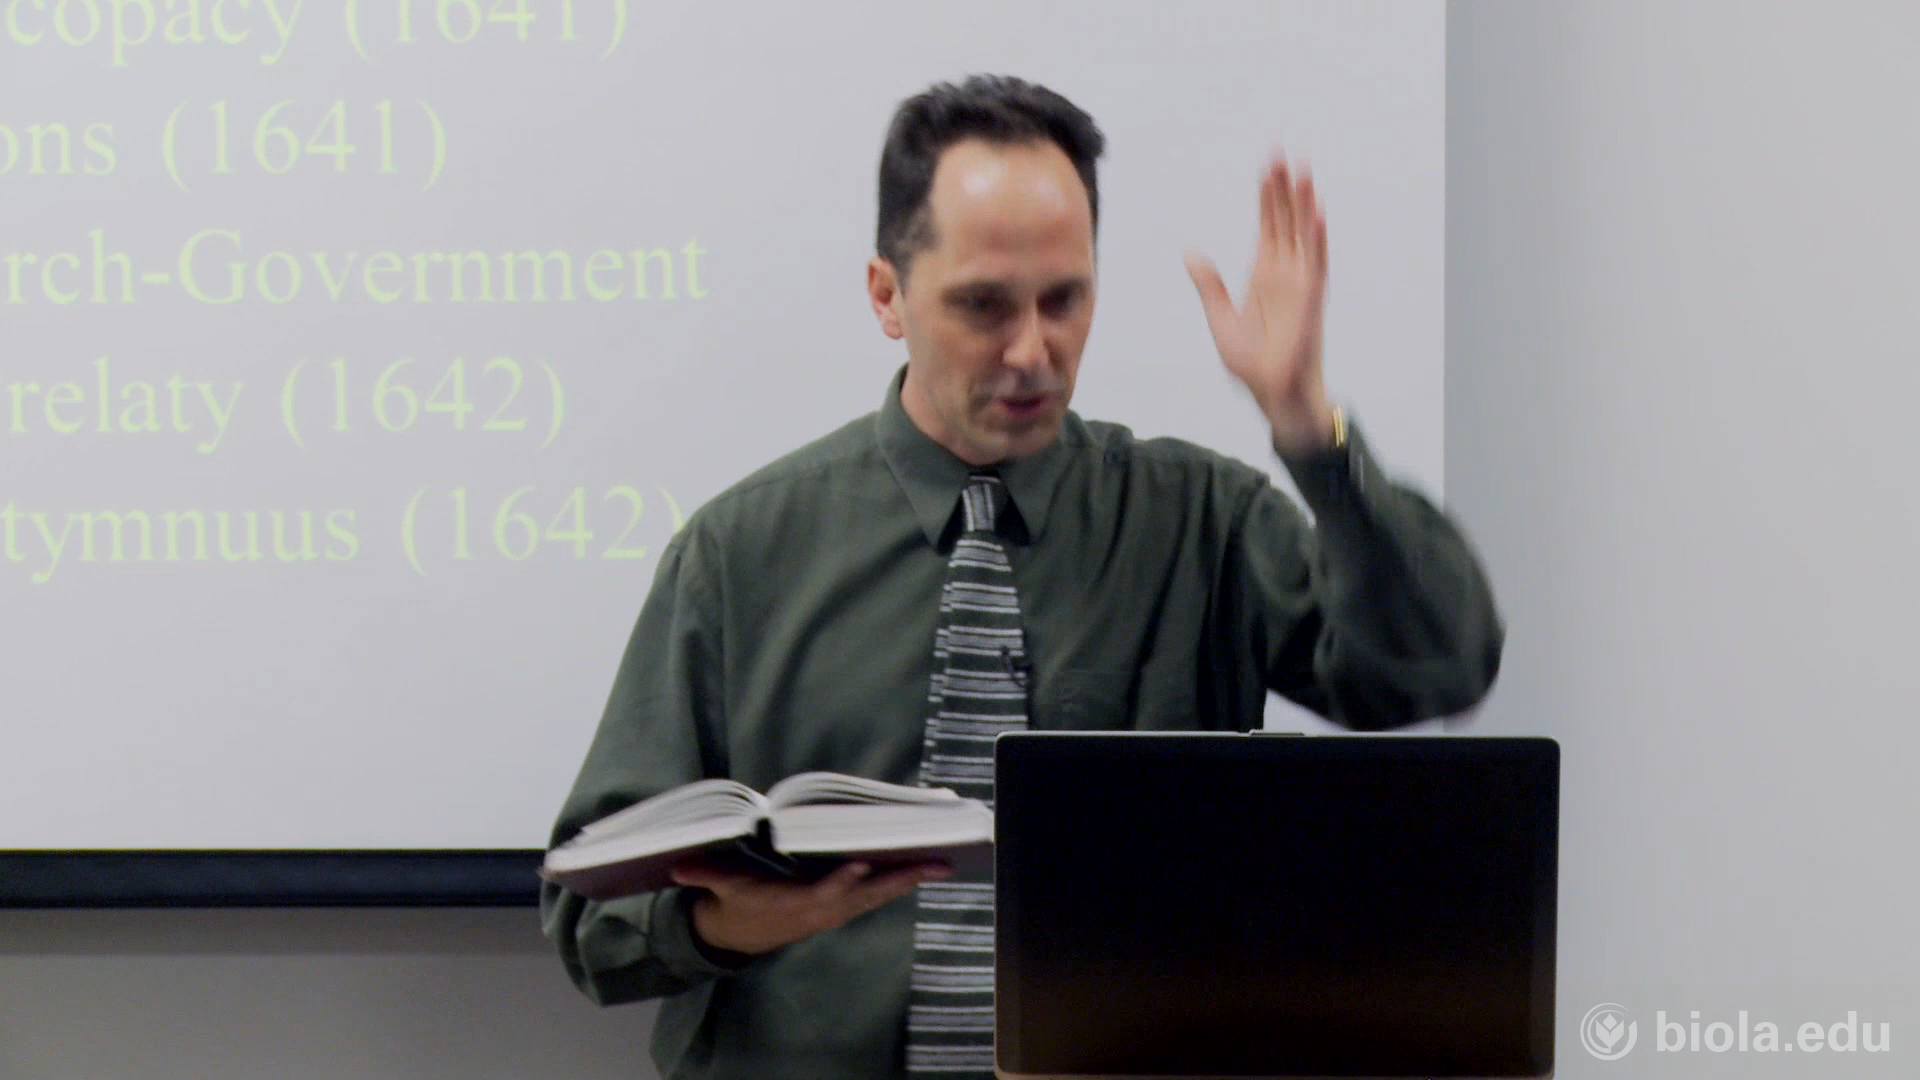 copacy (1641)
ons (1641)
rch-Government
relaty (1642)
tymnuus (1642)
biola.edu